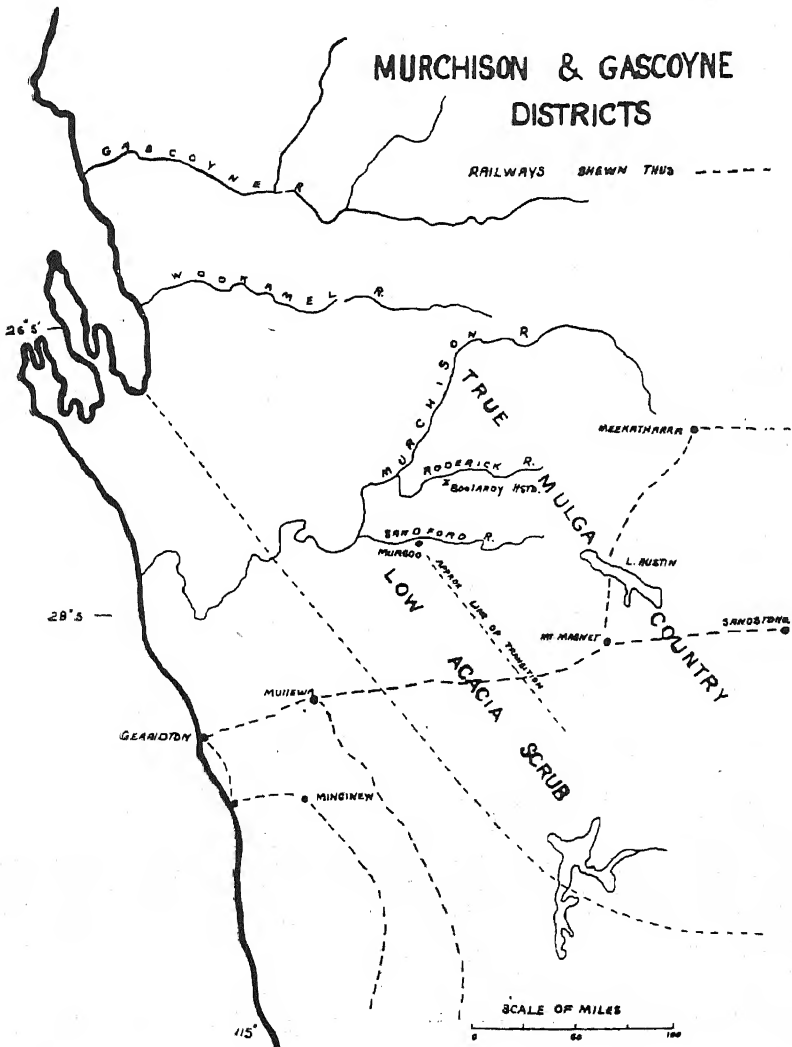 MURCHISON & GASCOYNE
DISTRICTS
RAILWAYS SHEWN THUS
GASCOYNE R
WOORAMEL R.
26°S'
MURCHISON R
TRUE
MULGA
COUNTRY
MEEKATHARRA
RODERICK R.
BOOLARDY HSTD.
SANDFORD R.
MURGOO
L. AUSTIN
APPROX LINE OF TRANSITION
28°S
LOW
ACACIA
SCRUB
MT MAGNET
SANDSTONE
MULLEWA
GERALDTON
MINGINEW
SCALE OF MILES
115°
0 50 100